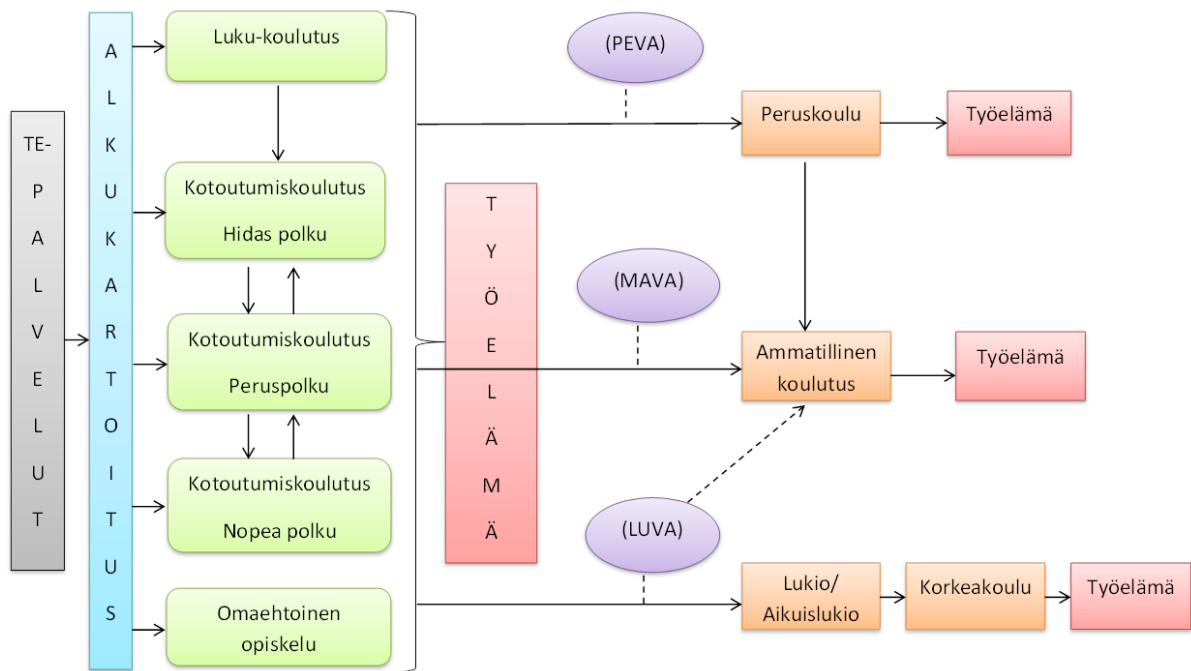 TE-
P
A
L
V
E
L
U
T
A
L
K
U
K
A
R
T
O
I
T
U
S
Luku-koulutus
Kotoutumiskoulutus
Hidas polku
Kotoutumiskoulutus
Peruspolku
Kotoutumiskoulutus
Nopea polku
Omaehtoinen
opiskelu
T
Y
Ö
E
L
Ä
M
Ä
(PEVA)
Peruskoulu
Työelämä
(MAVA)
Ammatillinen
koulutus
Työelämä
(LUVA)
Lukio/
Aikuislukio
Korkeakoulu
Työelämä